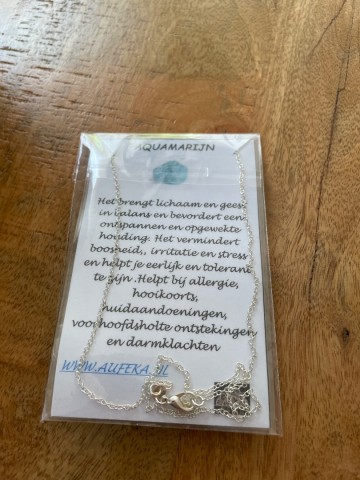 AQUAMARIJN
Het brengt lichaam en geest
in balans en bevordert een
ontspannen en opgewekte
houding. Het vermindert
boosheid,, irritatie en stress
en helpt je eerlijk en tolerant
te zijn .Helpt bij allergie,
hooikoorts,
huidaandoeningen,
voorhoofdsholte ontstekingen
en darmklachten
WWW.AUFEKA.NL